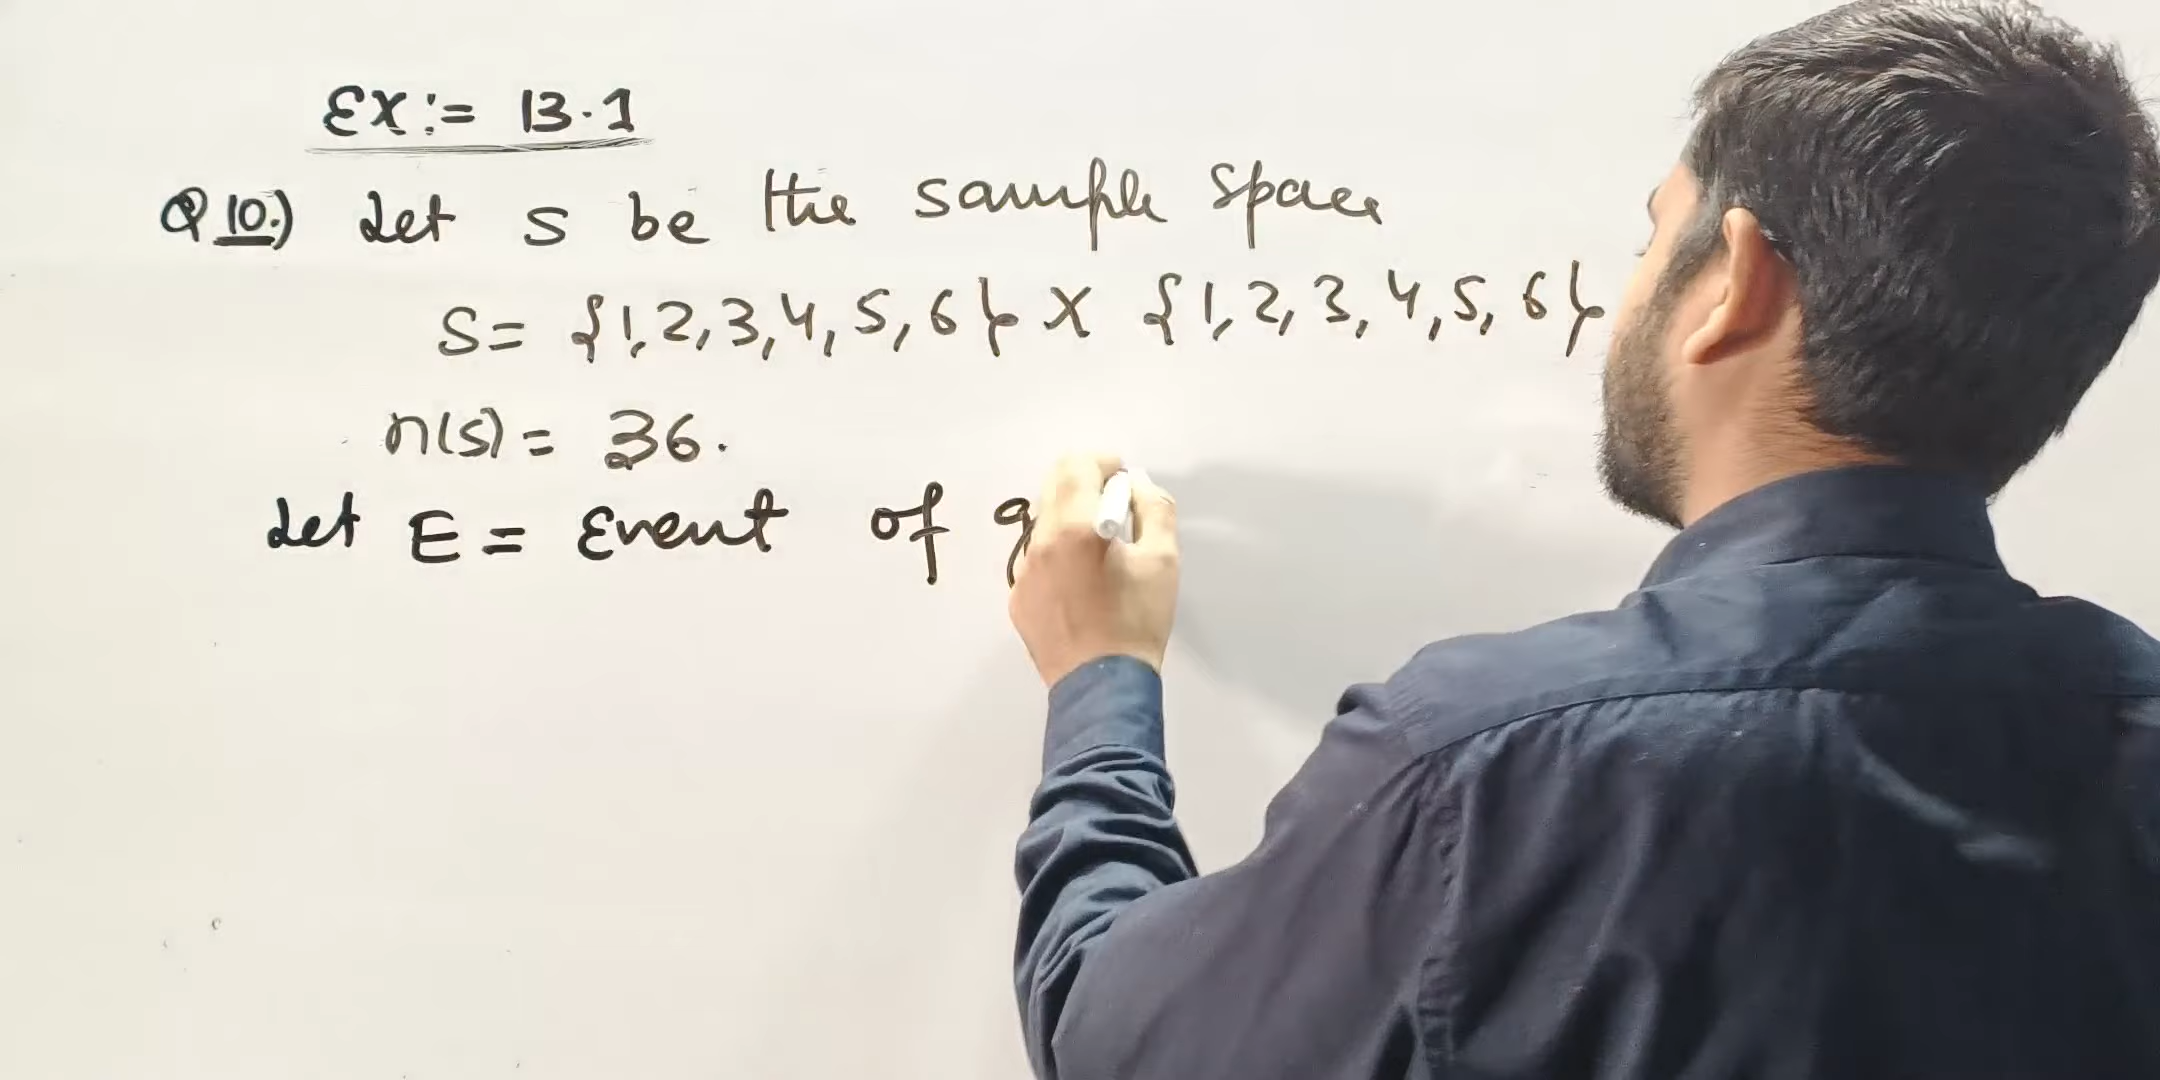 EX:= 13.1
Q 10.) Let S be the sample space
S= {1,2,3,4,5,6} X {1,2,3,4,5,6}
n(s) = 36.
Let E = Event of g